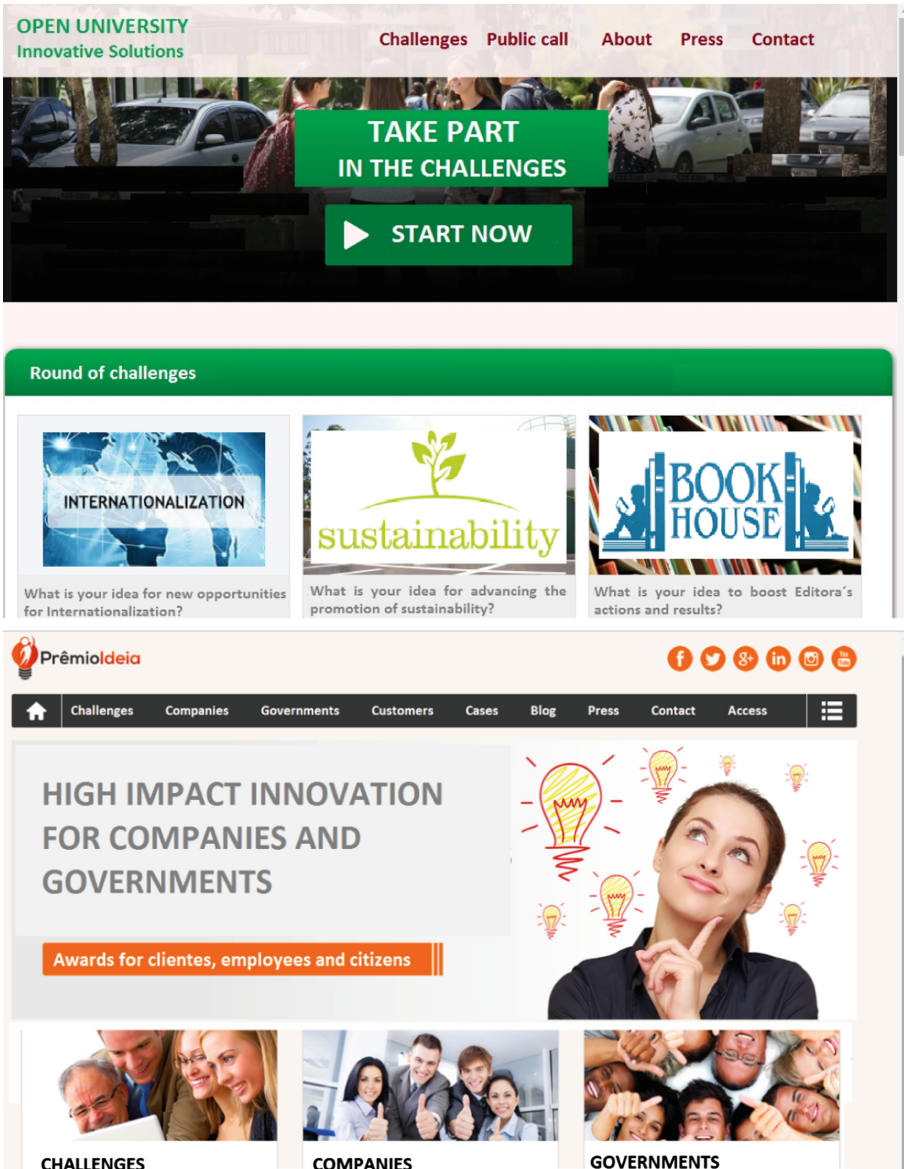 OPEN UNIVERSITY
Innovative Solutions
Challenges Public call About Press Contact
TAKE PART
IN THE CHALLENGES
START NOW
Round of challenges
INTERNATIONALIZATION
sustainability
BOOK
HOUSE
What is your idea for new opportunities
for Internationalization?
What is your idea for advancing the
promotion of sustainability?
What is your idea to boost Editora's
actions and results?
PrêmioIdeia
f 8+ in You Tube
Challenges Companies Governments Customers Cases Blog Press Contact Access
HIGH IMPACT INNOVATION
FOR COMPANIES AND
GOVERNMENTS
Awards for clientes, employees and citizens
CHALLENGES
COMPANIES
GOVERNMENTS